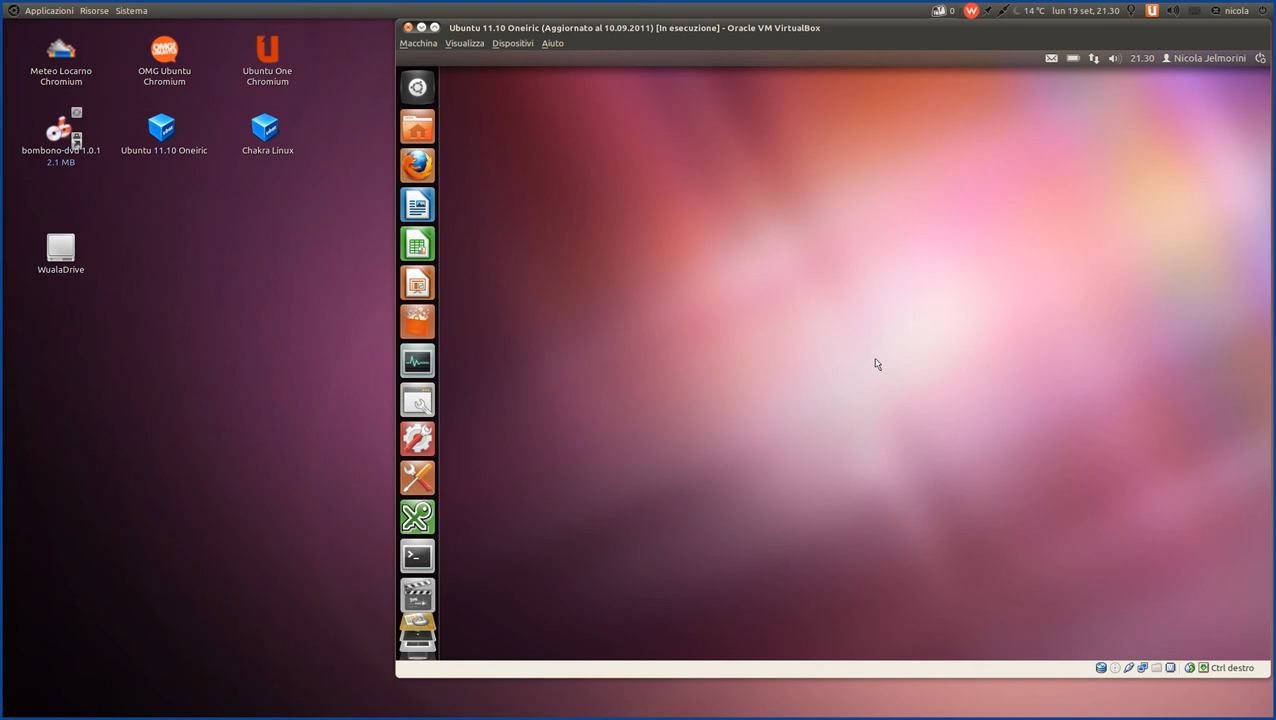 Applicazioni Risorse Sistema
0 W 14 °C lun 19 set, 21.30 nicola
Meteo Locarno
Chromium
OMG!
UBUNTU!
OMG Ubuntu
Chromium
Ubuntu One
Chromium
bombono-dvd 1.0.1
2.1 MB
Ubuntu 11.10 Oneiric
Chakra Linux
WualaDrive
Ubuntu 11.10 Oneiric (Aggiornato al 10.09.2011) [In esecuzione] - Oracle VM VirtualBox
Macchina Visualizza Dispositivi Aiuto
21.30 Nicola Jelmorini
>_
Ctrl destro